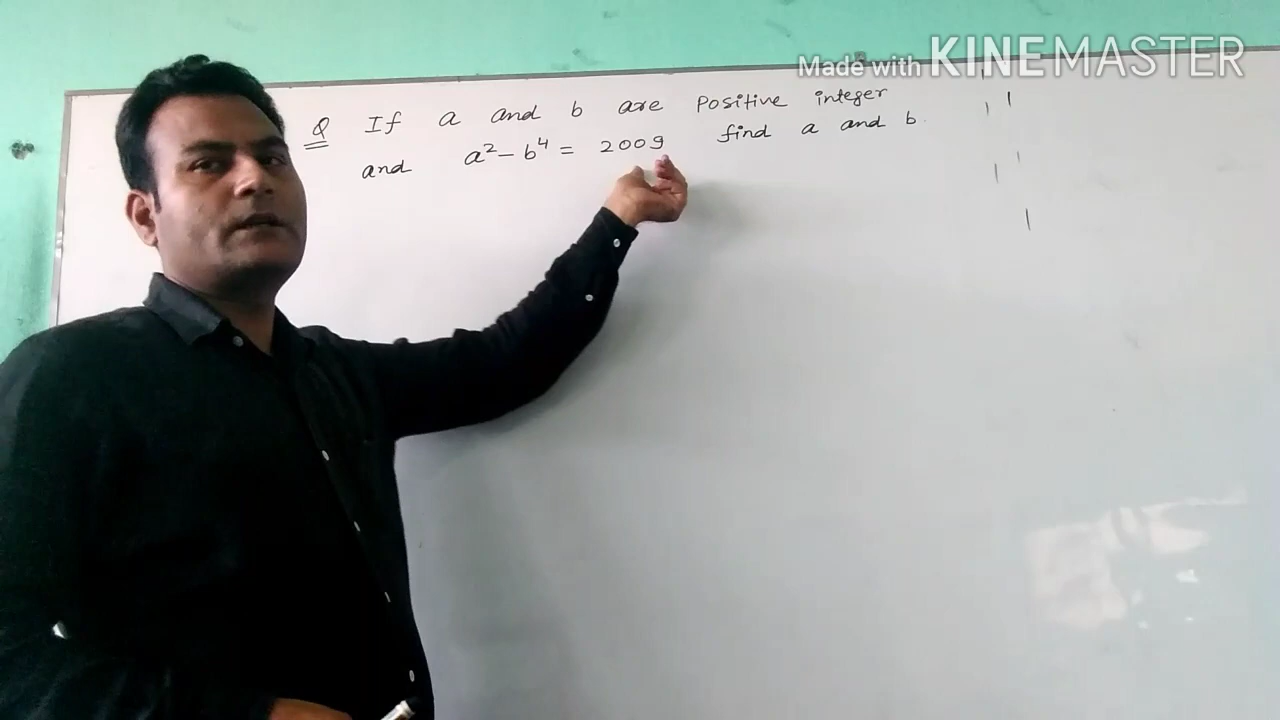 Made with KINEMASTER
Q If a and b are positive integer
and a² - b⁴ = 2009 find a and b.